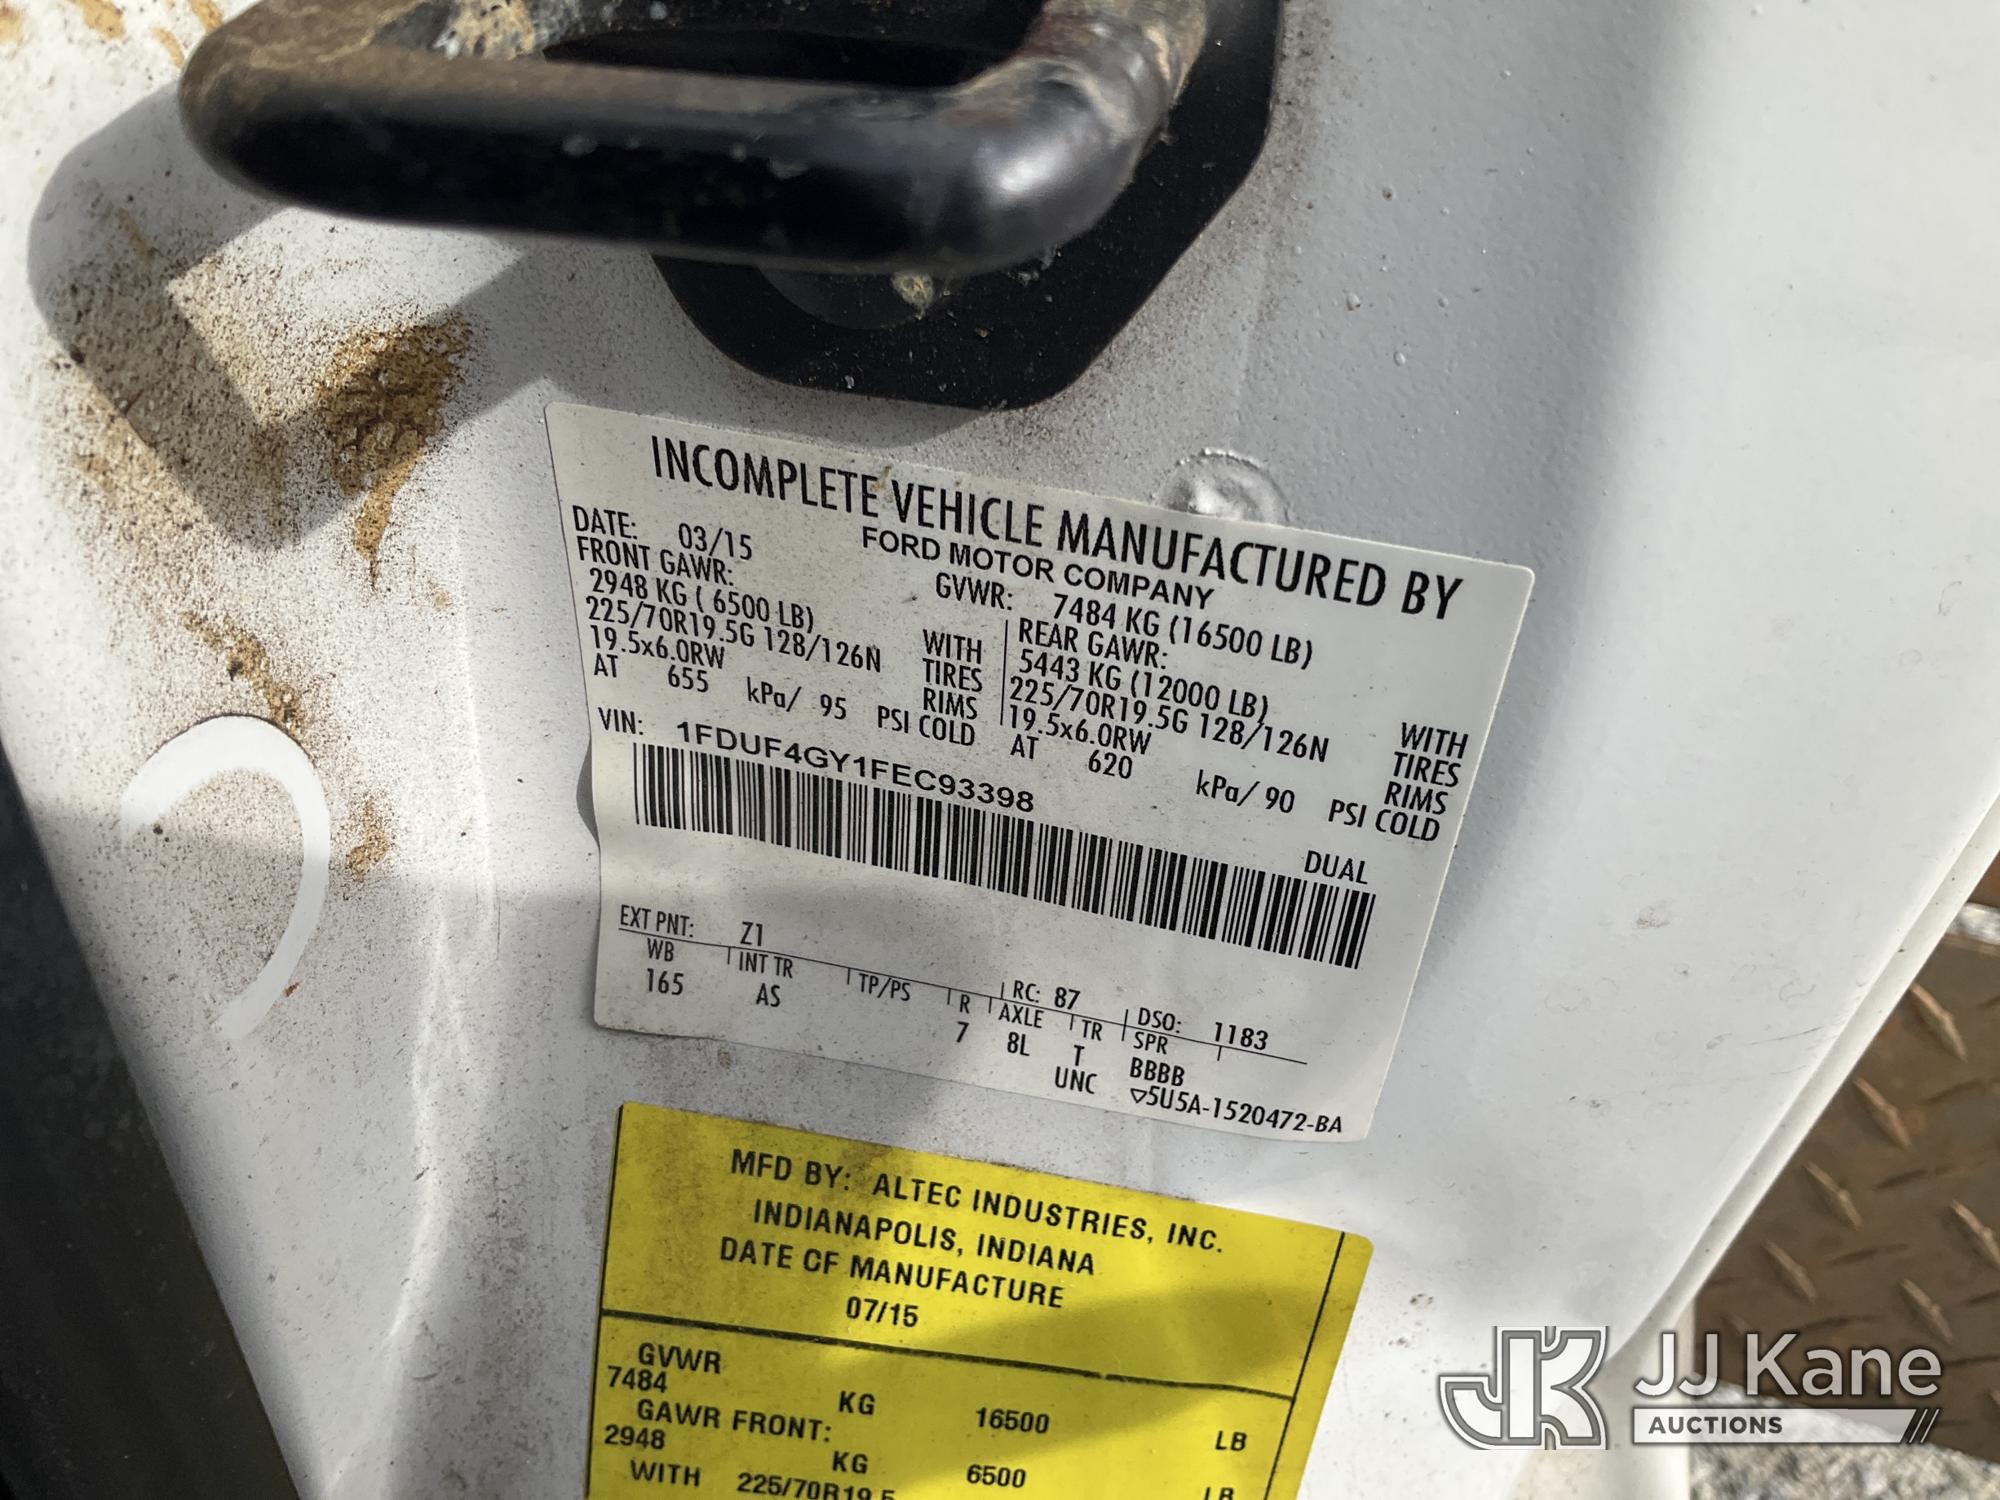 INCOMPLETE VEHICLE MANUFACTURED BY
FORD MOTOR COMPANY
DATE: 03/15 GVWR: 7484 KG (16500 LB)
FRONT GAWR: REAR GAWR:
2948 KG ( 6500 LB) WITH 5443 KG (12000 LB) WITH
225/70R19.5G 128/126N TIRES 225/70R19.5G 128/126N TIRES
19.5x6.0RW RIMS 19.5x6.0RW RIMS
AT 655 kPa/ 95 PSI COLD AT 620 kPa/ 90 PSI COLD
VIN: 1FDUF4GY1FEC93398 DUAL
EXT PNT: Z1 RC: 87 DSO: 1183
WB INT TR TP/PS R AXLE TR SPR
165 AS 7 8L T BBBB
UNC ▽5U5A-1520472-BA
MFD BY: ALTEC INDUSTRIES, INC.
INDIANAPOLIS, INDIANA
DATE OF MANUFACTURE
07/15
GVWR
7484 KG 16500 LB
GAWR FRONT:
2948 KG 6500 LB
WITH 225/70R19.5
JK JJ Kane
AUCTIONS